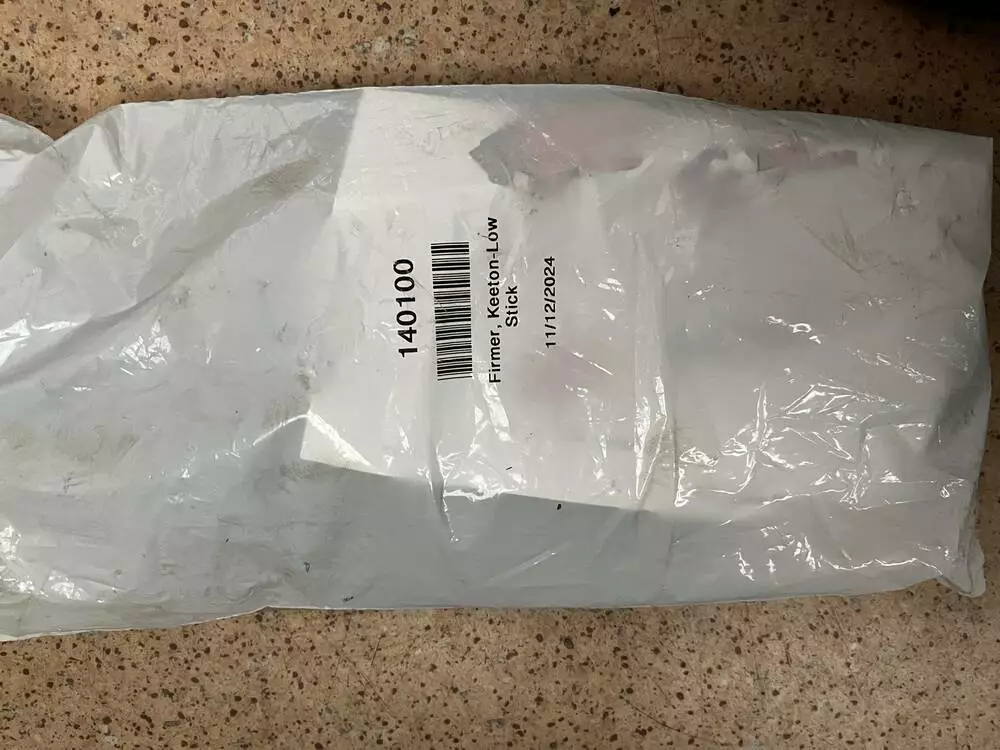 140100
Firmer, Keeton-Low
Stick
11/12/2024